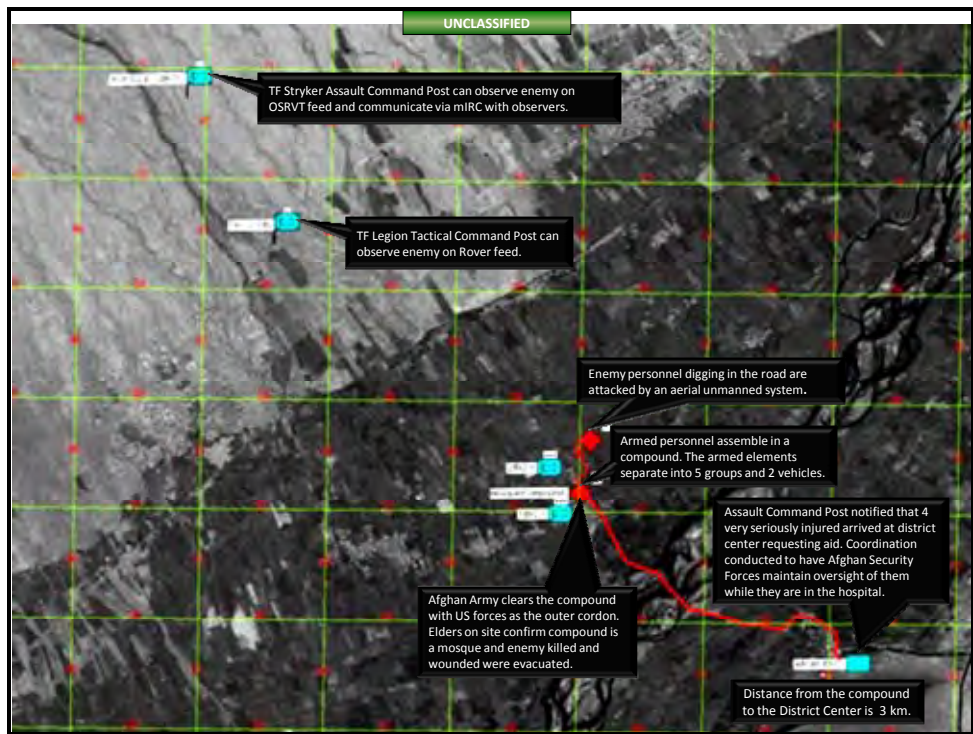 UNCLASSIFIED
TF Stryker Assault Command Post can observe enemy on
OSRVT feed and communicate via mIRC with observers.
TF Legion Tactical Command Post can
observe enemy on Rover feed.
Enemy personnel digging in the road are
attacked by an aerial unmanned system.
Armed personnel assemble in a
compound. The armed elements
separate into 5 groups and 2 vehicles.
Assault Command Post notified that 4
very seriously injured arrived at district
center requesting aid. Coordination
conducted to have Afghan Security
Forces maintain oversight of them
while they are in the hospital.
Afghan Army clears the compound
with US forces as the outer cordon.
Elders on site confirm compound is
a mosque and enemy killed and
wounded were evacuated.
Distance from the compound
to the District Center is 3 km.